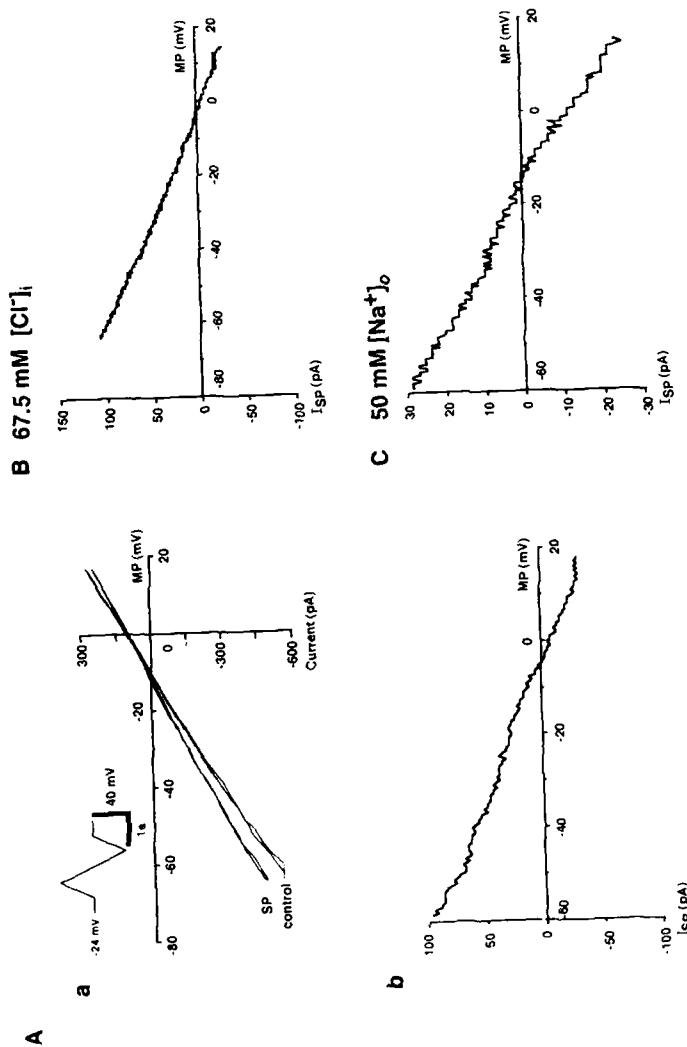 A
a
-24 mV
40 mV
1s
300
MP (mV)
-80 -60 -40 -20 0 20
SP
control
-300
-600
Current (pA)
B 67.5 mM [Cl⁻]i
MP (mV)
150
100
50
0
-50
-100
-80 -60 -40 -20 0 20
ISP (pA)
b
MP (mV)
100
50
0
-50
-100
-60 -40 -20 0 20
ISP (pA)
C 50 mM [Na⁺]o
MP (mV)
30
20
10
0
-10
-20
-30
-60 -40 -20 0 20
ISP (pA)